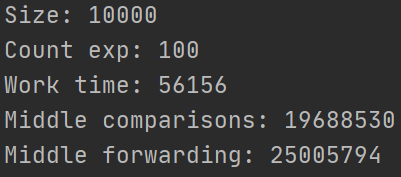 Size: 10000
Count exp: 100
Work time: 56156
Middle comparisons: 19688530
Middle forwarding: 25005794